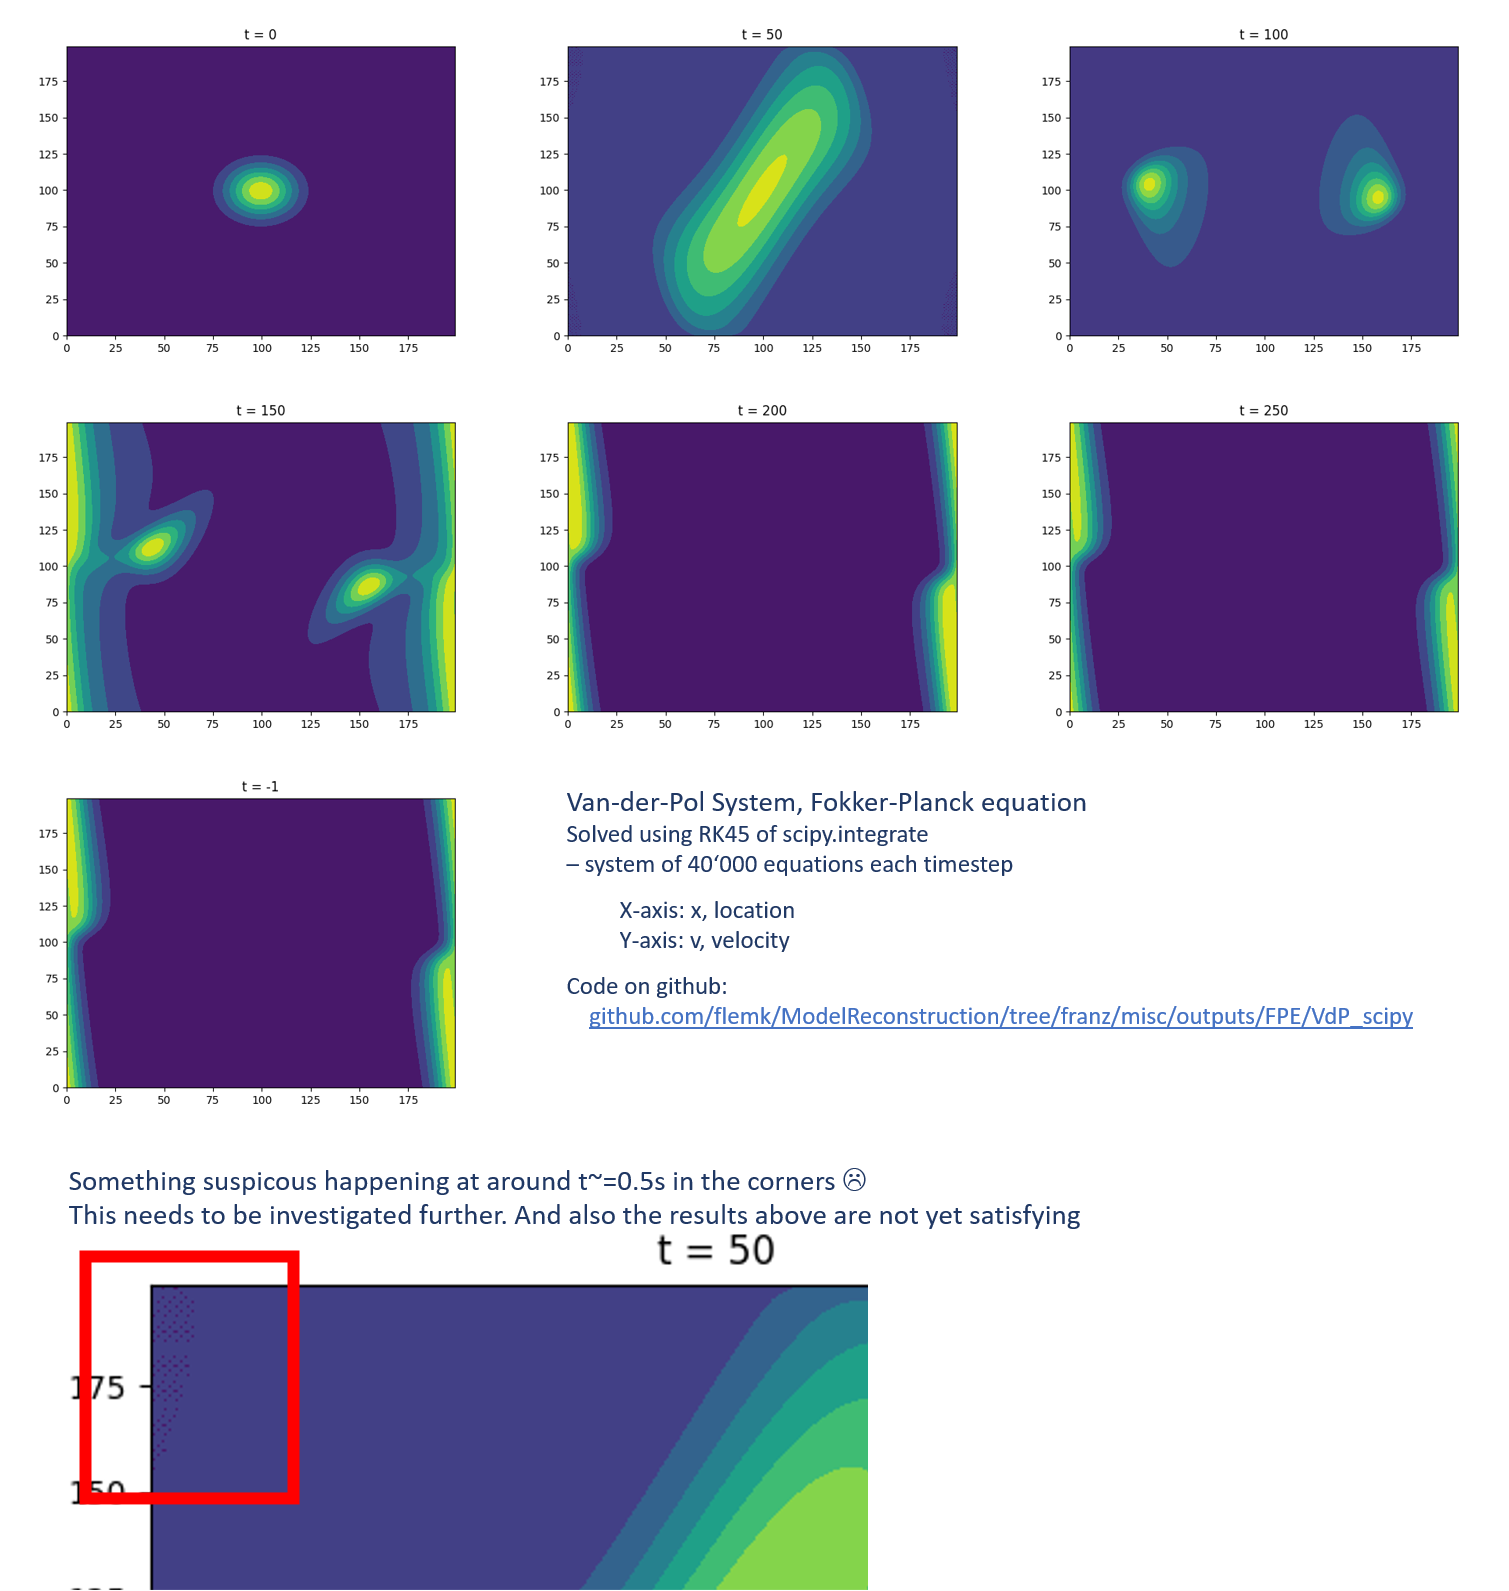 t = 0
175
150
125
100
75
50
25
0
0 25 50 75 100 125 150 175
t = 50
175
150
125
100
75
50
25
0
0 25 50 75 100 125 150 175
t = 100
175
150
125
100
75
50
25
0
0 25 50 75 100 125 150 175
t = 150
175
150
125
100
75
50
25
0
0 25 50 75 100 125 150 175
t = 200
175
150
125
100
75
50
25
0
0 25 50 75 100 125 150 175
t = 250
175
150
125
100
75
50
25
0
0 25 50 75 100 125 150 175
t = -1
175
150
125
100
75
50
25
0
0 25 50 75 100 125 150 175
Van-der-Pol System, Fokker-Planck equation
Solved using RK45 of scipy.integrate
– system of 40‘000 equations each timestep
X-axis: x, location
Y-axis: v, velocity
Code on github:
github.com/flemk/ModelReconstruction/tree/franz/misc/outputs/FPE/VdP_scipy
Something suspicous happening at around t~=0.5s in the corners ☹
This needs to be investigated further. And also the results above are not yet satisfying
t = 50
175
150